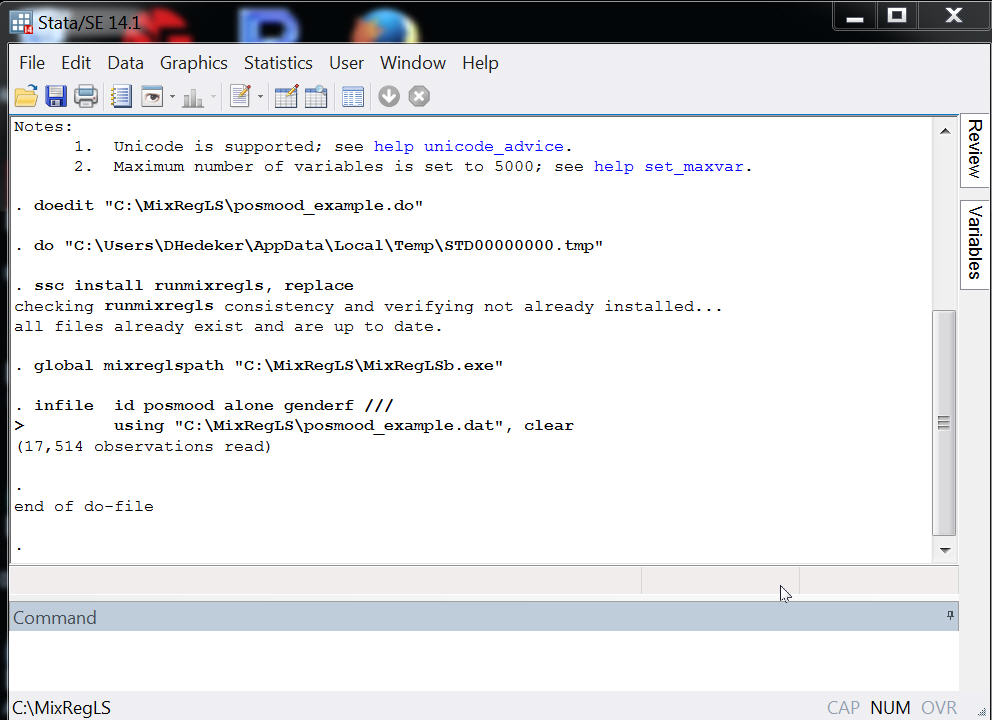 Stata/SE 14.1
File Edit Data Graphics Statistics User Window Help
Notes:
1. Unicode is supported; see help unicode_advice.
2. Maximum number of variables is set to 5000; see help set_maxvar.
. doedit "C:\MixRegLS\posmood_example.do"
. do "C:\Users\DHedeker\AppData\Local\Temp\STD00000000.tmp"
. ssc install runmixregls, replace
checking runmixregls consistency and verifying not already installed...
all files already exist and are up to date.
. global mixreglspath "C:\MixRegLS\MixRegLSb.exe"
. infile id posmood alone genderf ///
> using "C:\MixRegLS\posmood_example.dat", clear
(17,514 observations read)
.
end of do-file
.
Review
Variables
Command
C:\MixRegLS CAP NUM OVR